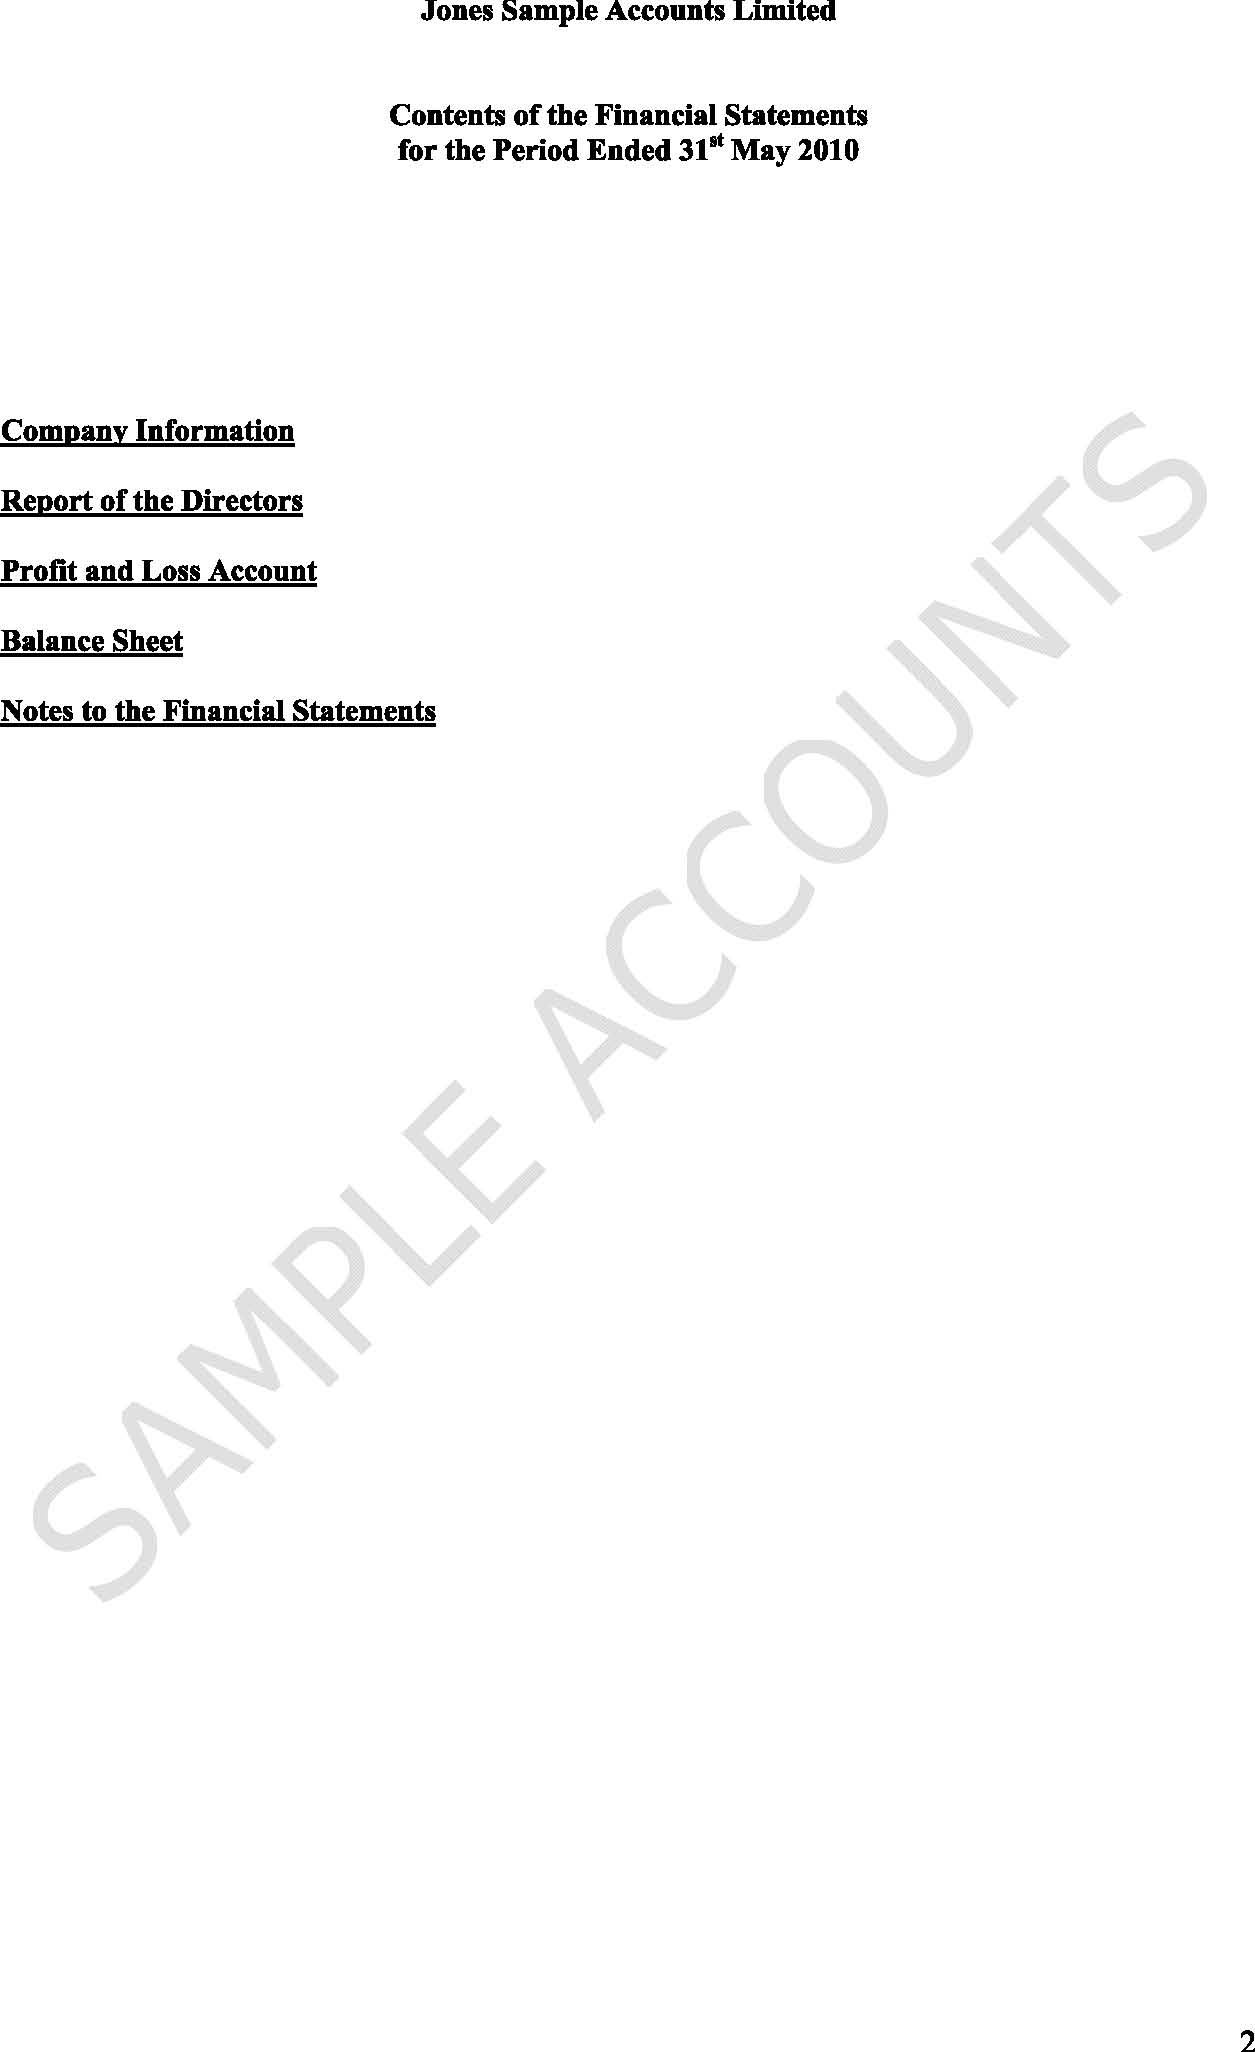 Jones Sample Accounts Limited
Contents of the Financial Statements
for the Period Ended 31st May 2010
Company Information
Report of the Directors
Profit and Loss Account
Balance Sheet
Notes to the Financial Statements
SAMPLE ACCOUNTS
2